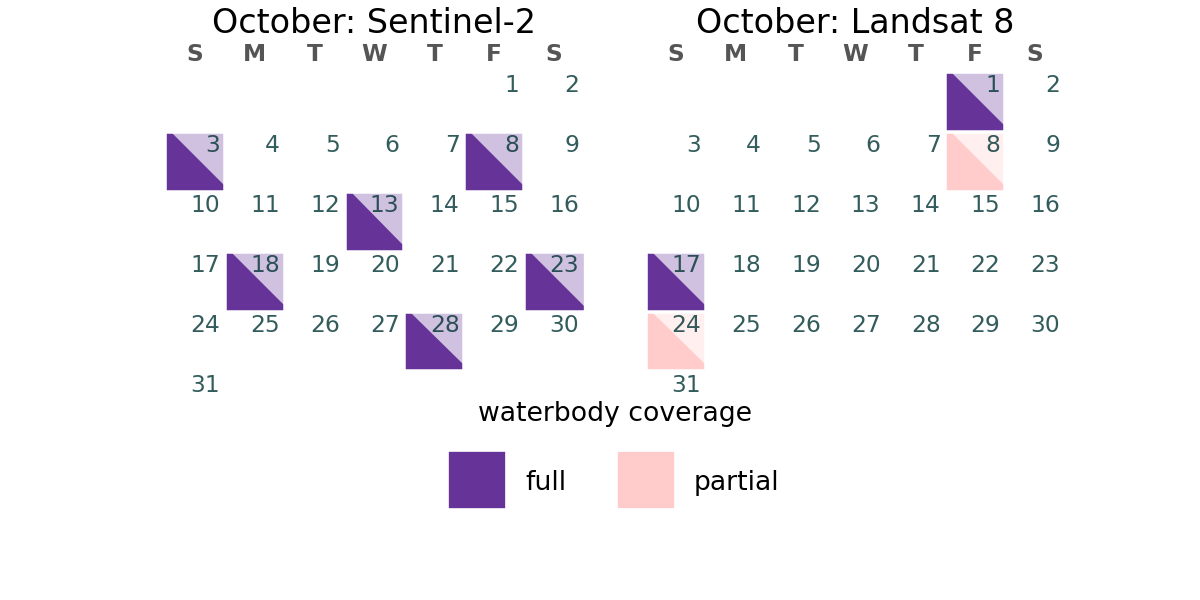 October: Sentinel-2
S M T W T F S
1 2
3 4 5 6 7 8 9
10 11 12 13 14 15 16
17 18 19 20 21 22 23
24 25 26 27 28 29 30
31
October: Landsat 8
S M T W T F S
1 2
3 4 5 6 7 8 9
10 11 12 13 14 15 16
17 18 19 20 21 22 23
24 25 26 27 28 29 30
31
waterbody coverage
full partial